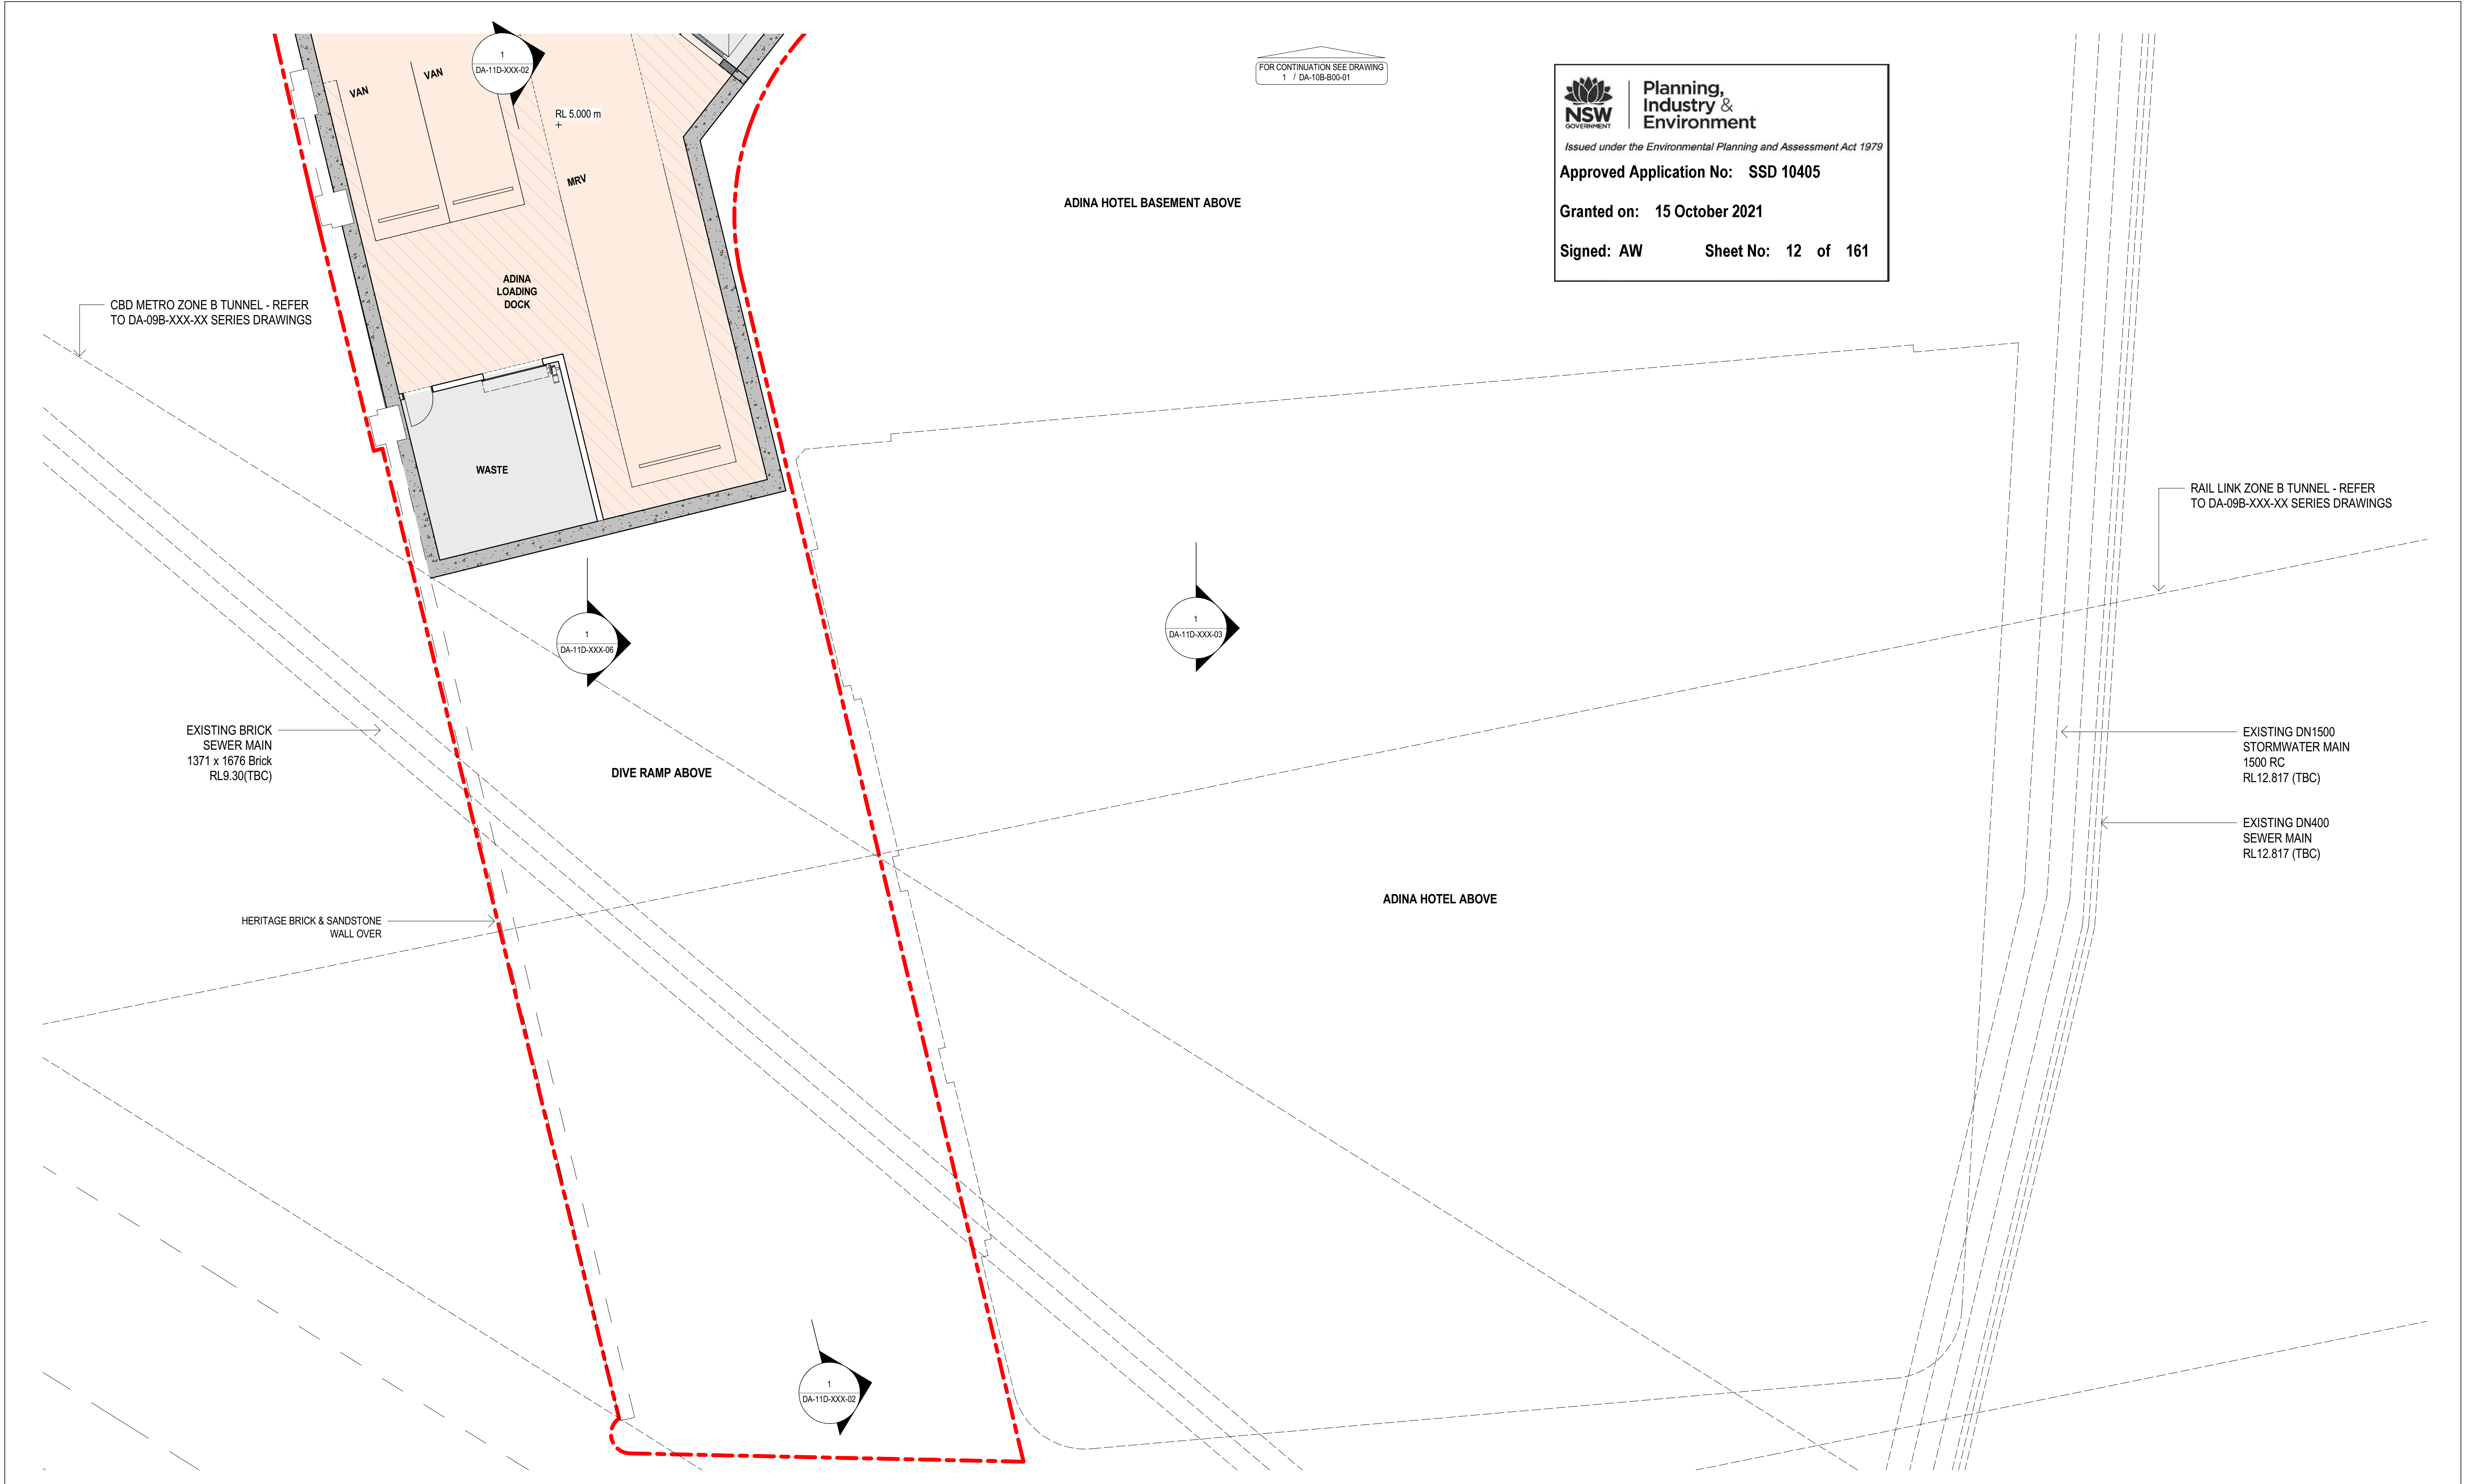 1
DA-11D-XXX-02
VAN
VAN
RL 5.000 m
MRV
FOR CONTINUATION SEE DRAWING
1 / DA-10B-B00-01
NSW
GOVERNMENT
Planning,
Industry &
Environment
Issued under the Environmental Planning and Assessment Act 1979
Approved Application No: SSD 10405
Granted on: 15 October 2021
Signed: AW Sheet No: 12 of 161
ADINA HOTEL BASEMENT ABOVE
ADINA
LOADING
DOCK
CBD METRO ZONE B TUNNEL - REFER
TO DA-09B-XXX-XX SERIES DRAWINGS
WASTE
RAIL LINK ZONE B TUNNEL - REFER
TO DA-09B-XXX-XX SERIES DRAWINGS
1
DA-11D-XXX-06
1
DA-11D-XXX-03
EXISTING BRICK
SEWER MAIN
1371 x 1676 Brick
RL9.30(TBC)
DIVE RAMP ABOVE
EXISTING DN1500
STORMWATER MAIN
1500 RC
RL12.817 (TBC)
EXISTING DN400
SEWER MAIN
RL12.817 (TBC)
ADINA HOTEL ABOVE
HERITAGE BRICK & SANDSTONE
WALL OVER
1
DA-11D-XXX-02